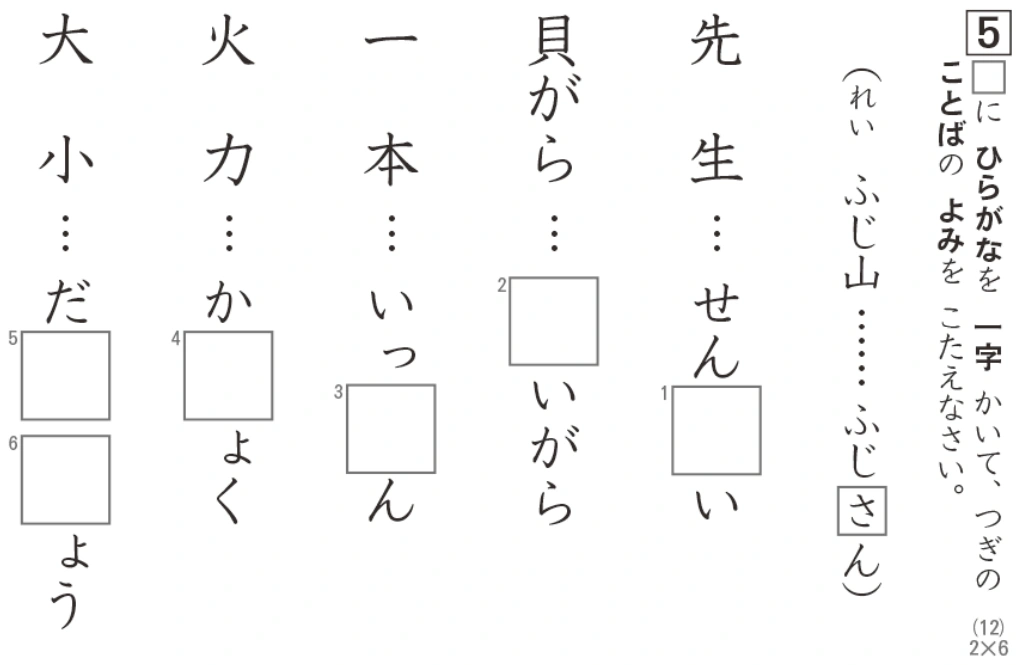 5
□に ひらがなを 一字 かいて、つぎの
ことばの よみを こたえなさい。
(12)
2×6
(れい ふじ山……ふじさん)
先生…せん1□い
貝がら…2□いがら
一本…いっ3□ん
火力…か4□ょく
大小…だ5□6□ょう